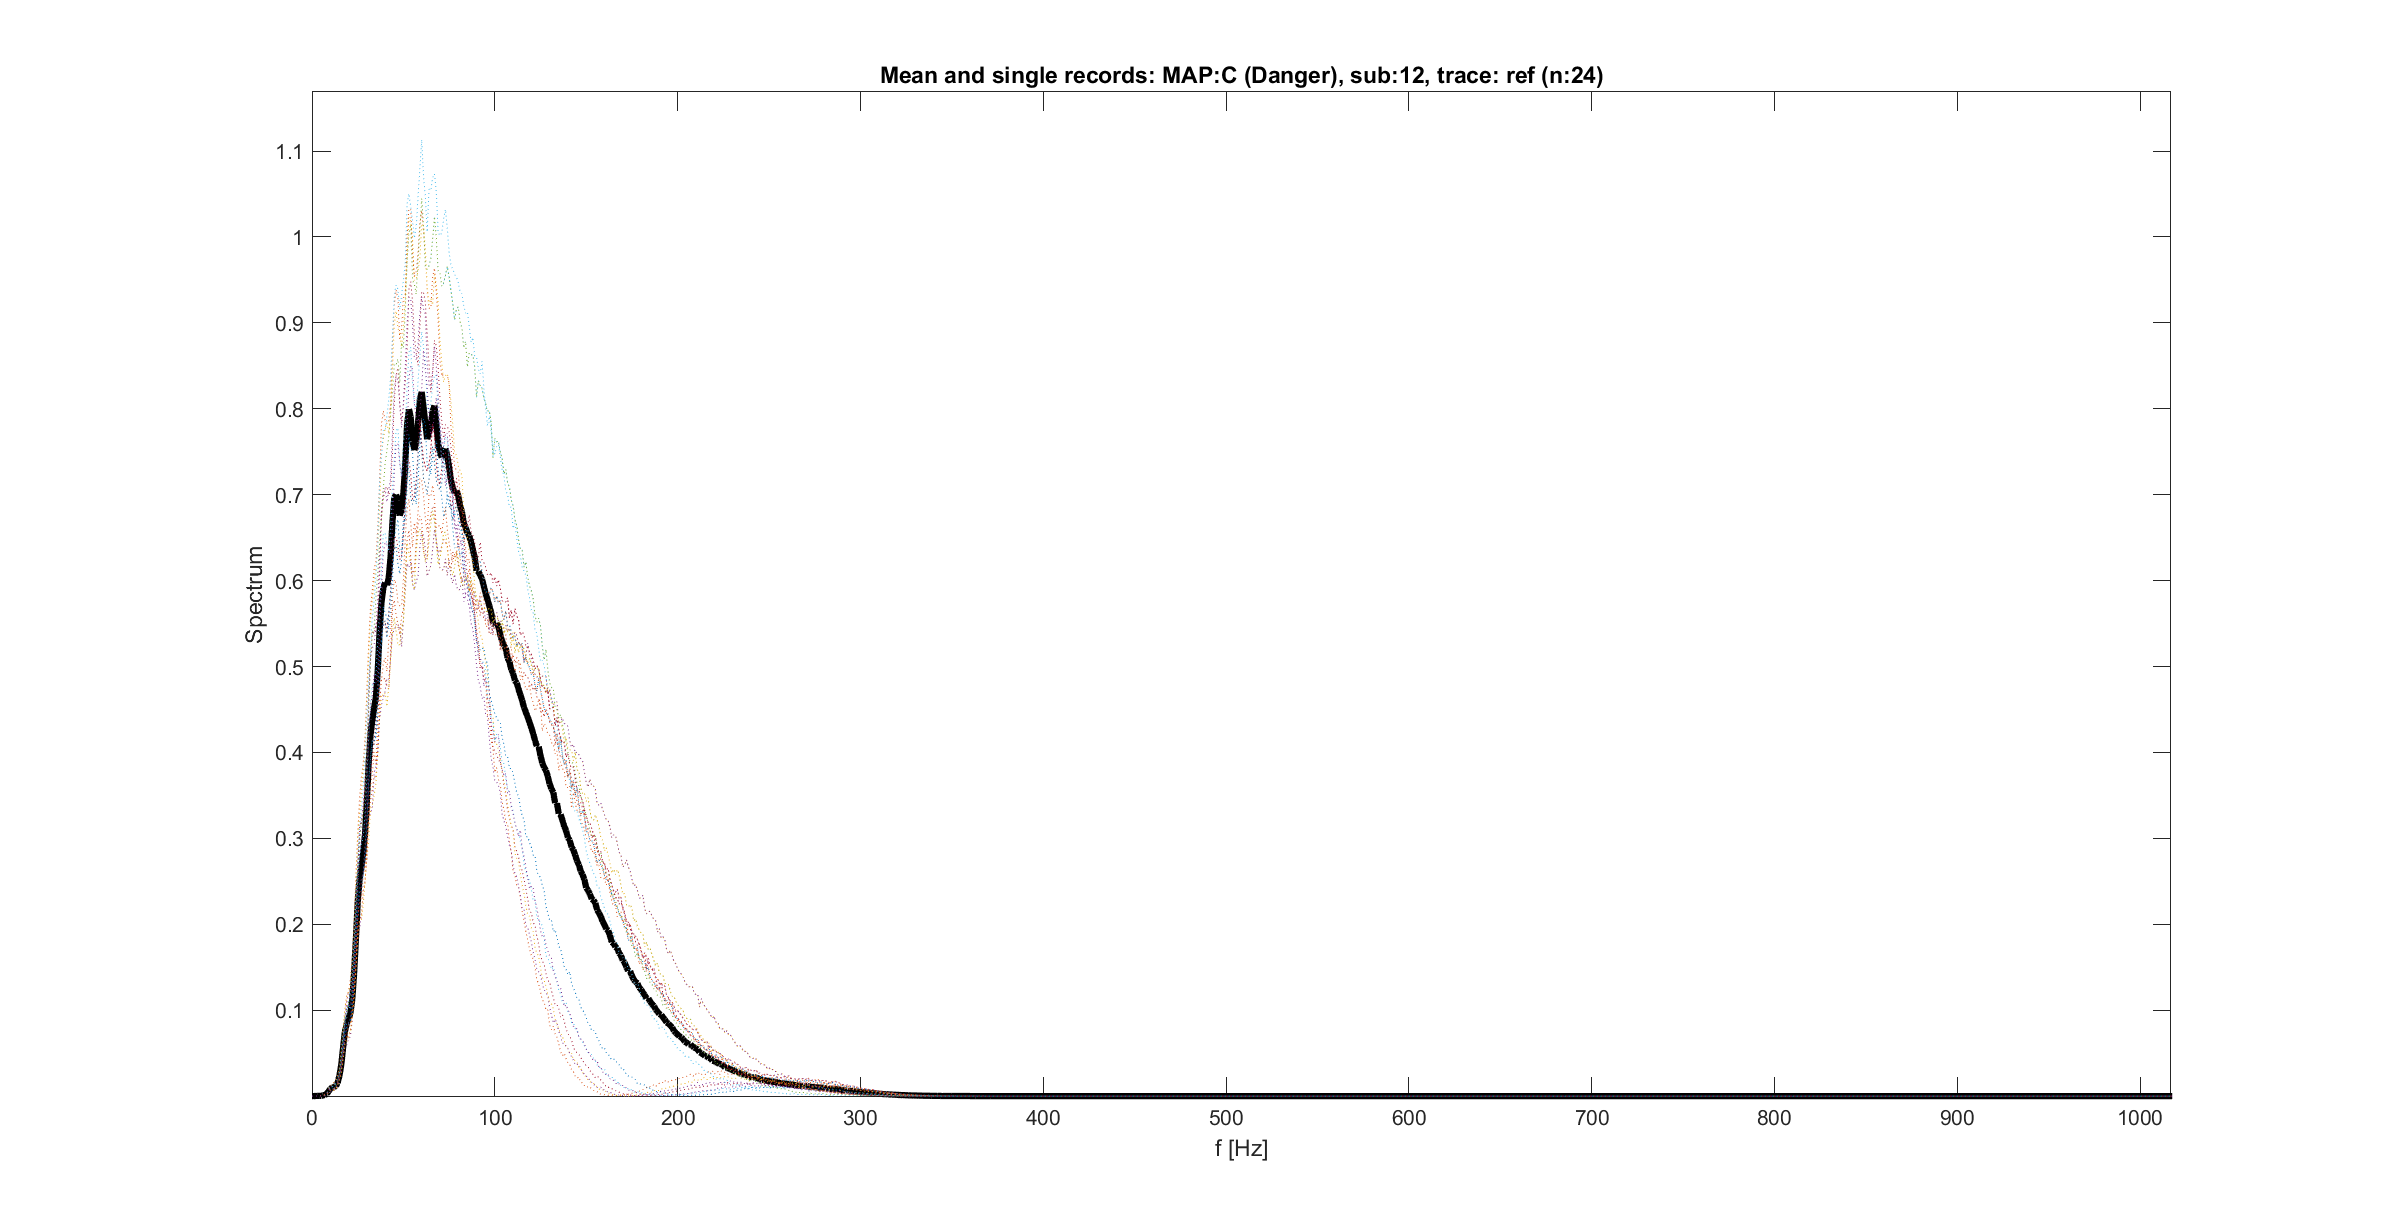 Mean and single records: MAP:C (Danger), sub:12, trace: ref (n:24)
1.1
1
0.9
0.8
0.7
0.6
0.5
0.4
0.3
0.2
0.1
Spectrum
0 100 200 300 400 500 600 700 800 900 1000
f [Hz]